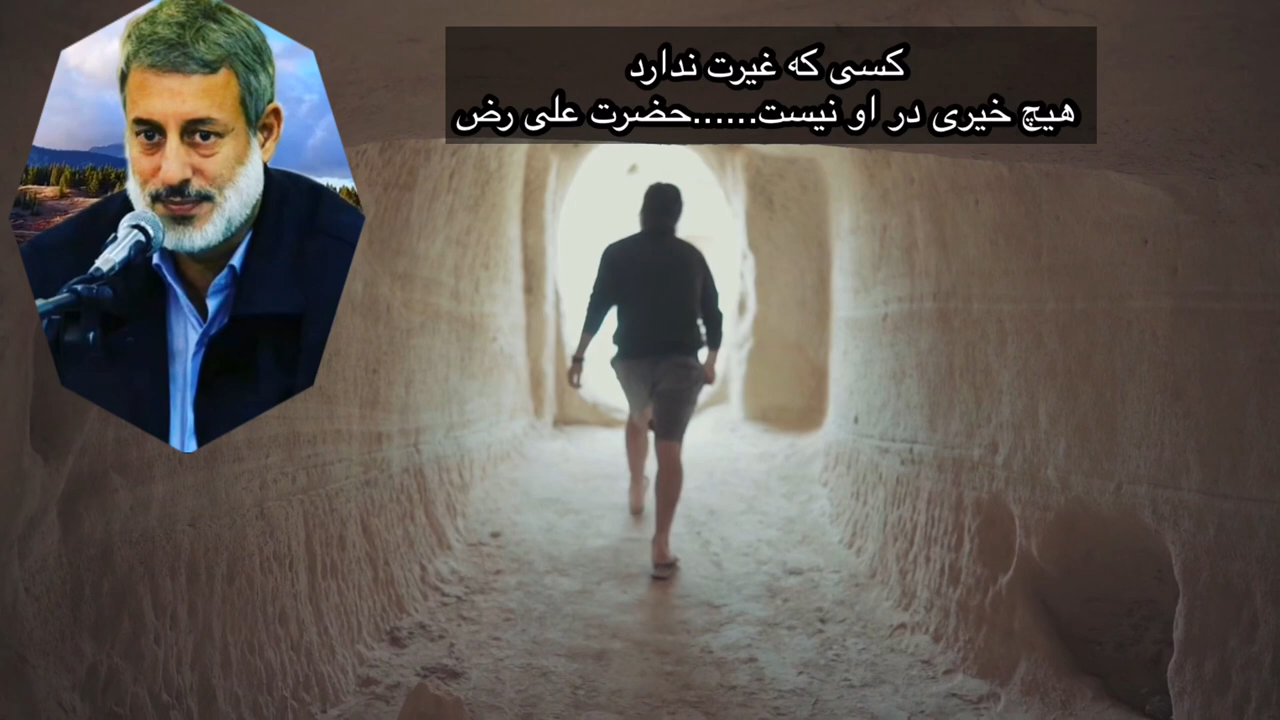 کسی که غیرت ندارد
هیچ خیری در او نیست......حضرت علی رض